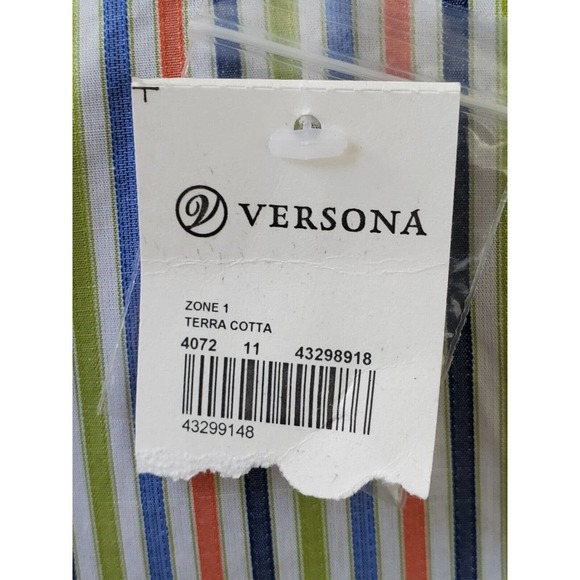 VERSONA
ZONE 1
TERRA COTTA
4072 11 43298918
43299148